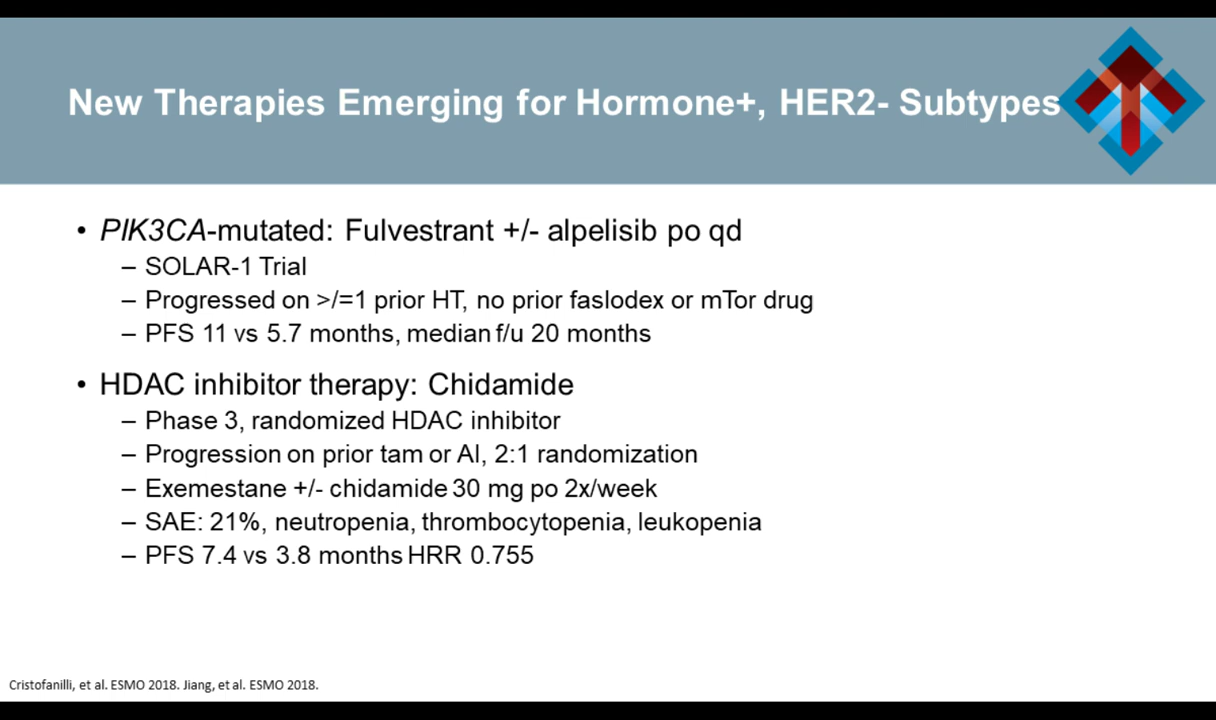 New Therapies Emerging for Hormone+, HER2- Subtypes
• PIK3CA-mutated: Fulvestrant +/- alpelisib po qd
– SOLAR-1 Trial
– Progressed on >/=1 prior HT, no prior faslodex or mTor drug
– PFS 11 vs 5.7 months, median f/u 20 months
• HDAC inhibitor therapy: Chidamide
– Phase 3, randomized HDAC inhibitor
– Progression on prior tam or AI, 2:1 randomization
– Exemestane +/- chidamide 30 mg po 2x/week
– SAE: 21%, neutropenia, thrombocytopenia, leukopenia
– PFS 7.4 vs 3.8 months HRR 0.755
Cristofanilli, et al. ESMO 2018. Jiang, et al. ESMO 2018.